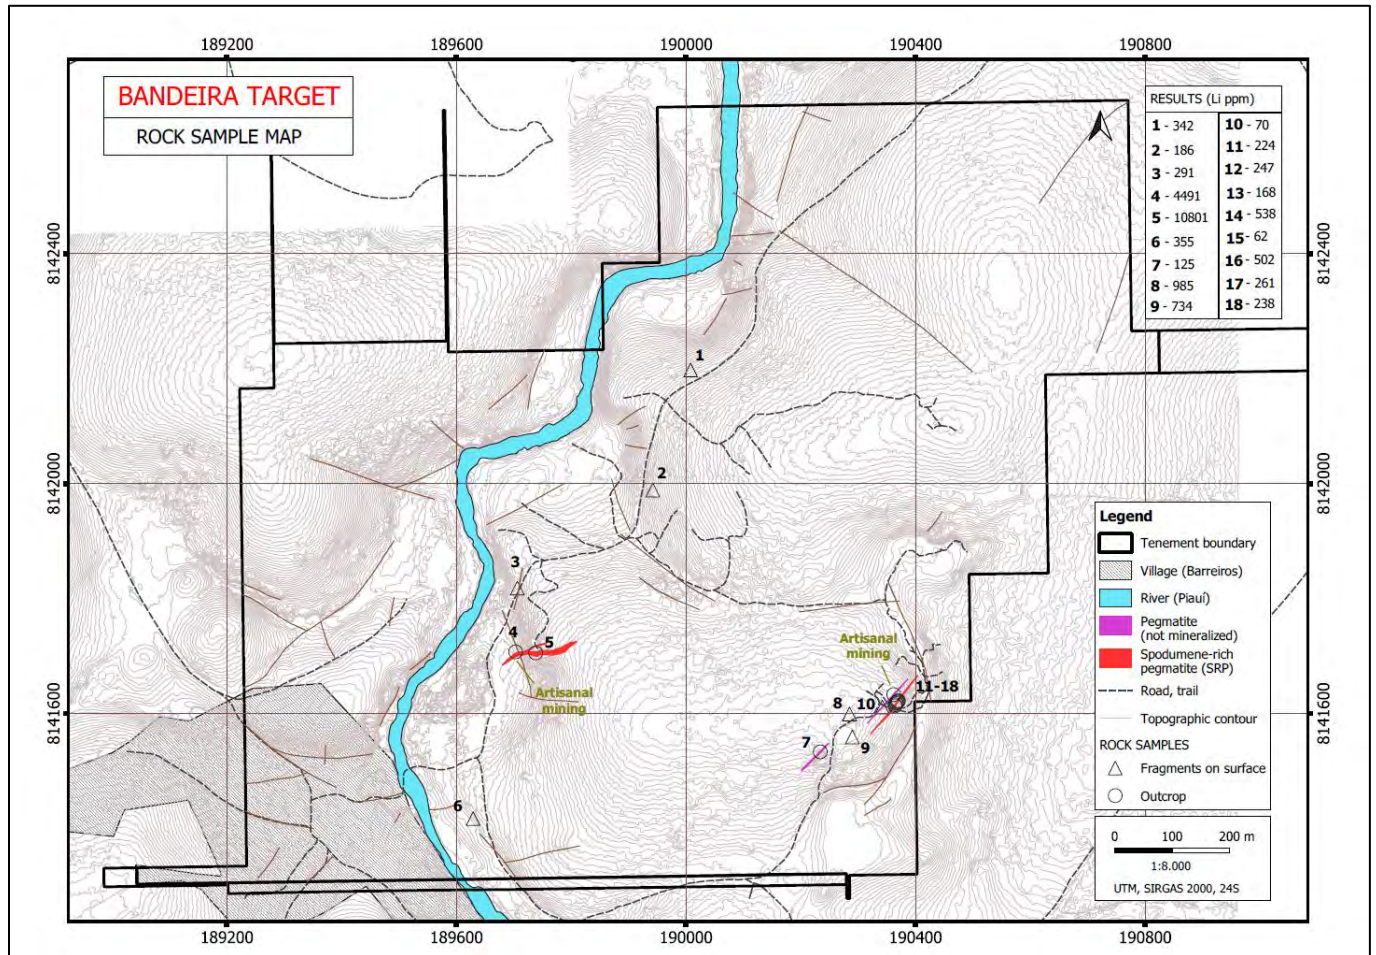 189200 189600 190000 190400 190800
BANDEIRA TARGET
ROCK SAMPLE MAP
RESULTS (Li ppm)
1 - 342
2 - 186
3 - 291
4 - 4491
5 - 10801
6 - 355
7 - 125
8 - 985
9 - 734
10 - 70
11 - 224
12 - 247
13 - 168
14 - 538
15 - 62
16 - 502
17 - 261
18 - 238
8142400 8142400
1
2
8142000 8142000
3
4
5
Artisanal
mining
Artisanal
mining
11-18
8
10
8141600 8141600
7
9
6
Legend
Tenement boundary
Village (Barreiros)
River (Piauí)
Pegmatite
(not mineralized)
Spodumene-rich
pegmatite (SRP)
Road, trail
Topographic contour
ROCK SAMPLES
Fragments on surface
Outcrop
0 100 200 m
1:8.000
UTM, SIRGAS 2000, 24S
189200 189600 190000 190400 190800